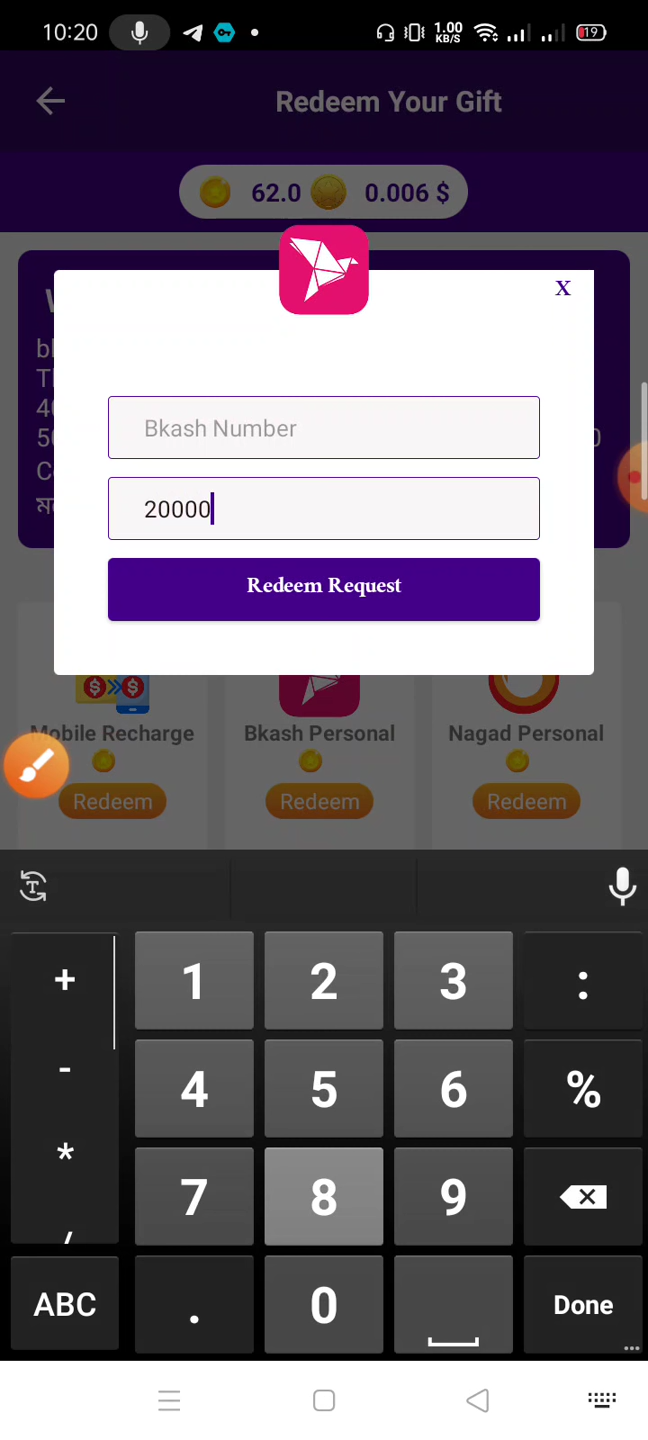 10:20 1.00 KB/S 19
Redeem Your Gift
62.0 0.006 $
X
Bkash Number
20000
Redeem Request
Mobile Recharge Bkash Personal Nagad Personal
Redeem Redeem Redeem
+ 1 2 3 :
- 4 5 6 %
* 7 8 9
ABC . 0 Done